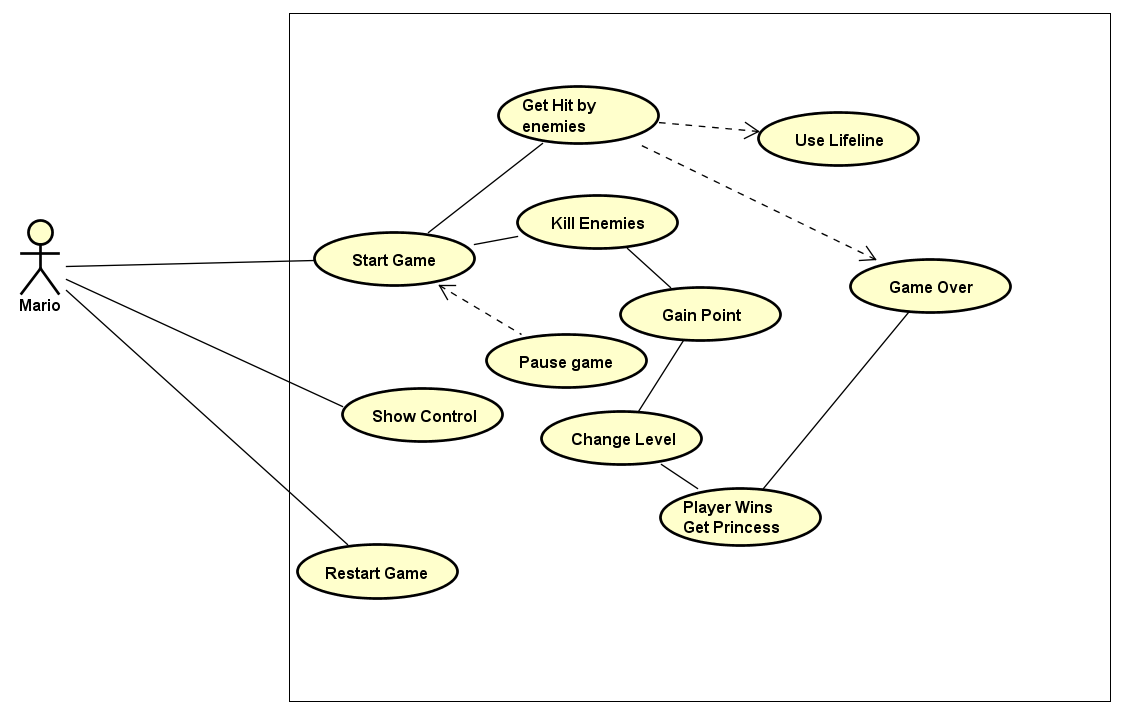 Get Hit by
enemies
Use Lifeline
Kill Enemies
Start Game
Game Over
Mario
Gain Point
Pause game
Show Control
Change Level
Player Wins
Get Princess
Restart Game